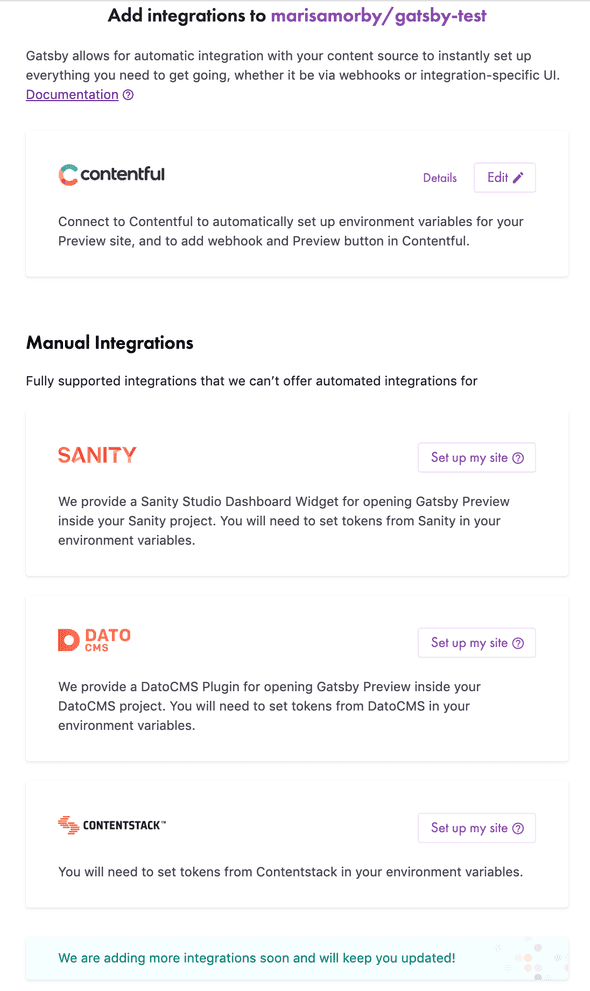 Add integrations to marisamorby/gatsby-test
Gatsby allows for automatic integration with your content source to instantly set up
everything you need to get going, whether it be via webhooks or integration-specific UI.
Documentation
contentful
Details
Edit
Connect to Contentful to automatically set up environment variables for your
Preview site, and to add webhook and Preview button in Contentful.
Manual Integrations
Fully supported integrations that we can’t offer automated integrations for
SANITY
Set up my site
We provide a Sanity Studio Dashboard Widget for opening Gatsby Preview
inside your Sanity project. You will need to set tokens from Sanity in your
environment variables.
DATO
CMS
Set up my site
We provide a DatoCMS Plugin for opening Gatsby Preview inside your
DatoCMS project. You will need to set tokens from DatoCMS in your
environment variables.
CONTENTSTACK™
Set up my site
You will need to set tokens from Contentstack in your environment variables.
We are adding more integrations soon and will keep you updated!